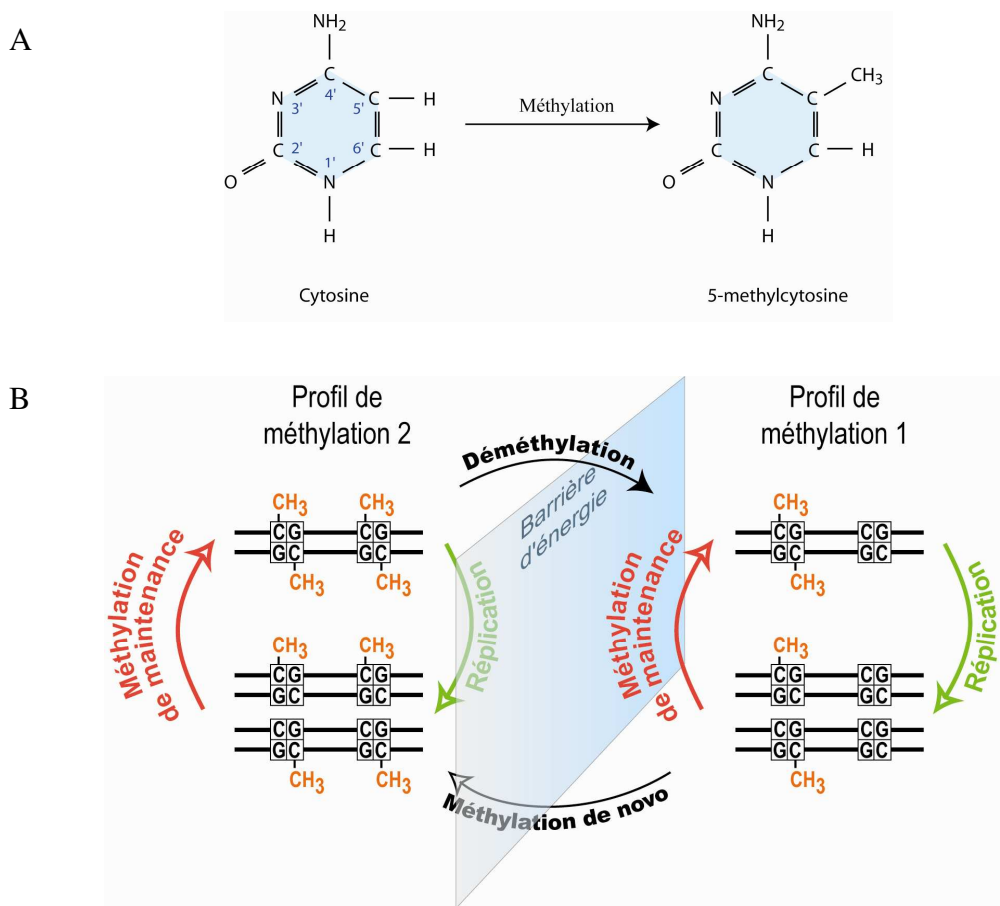 A
NH2
C
4'
N
3'
C
5'
H
C
2'
C
6'
H
O
1'
N
H
Cytosine
Méthylation
NH2
C
CH3
N
C
C
C
H
O
N
H
5-methylcytosine
B
Profil de
méthylation 2
Profil de
méthylation 1
Déméthylation
Barrière
d'énergie
CH3 CH3
CG CG
GC GC
CH3 CH3
Méthylation
de maintenance
Réplication
CH3 CH3
CG CG
GC GC
CG CG
GC GC
CH3 CH3
CH3
CG CG
GC GC
CH3
Méthylation
de maintenance
Réplication
CH3
CG CG
GC GC
CG CG
GC GC
CH3
Méthylation de novo